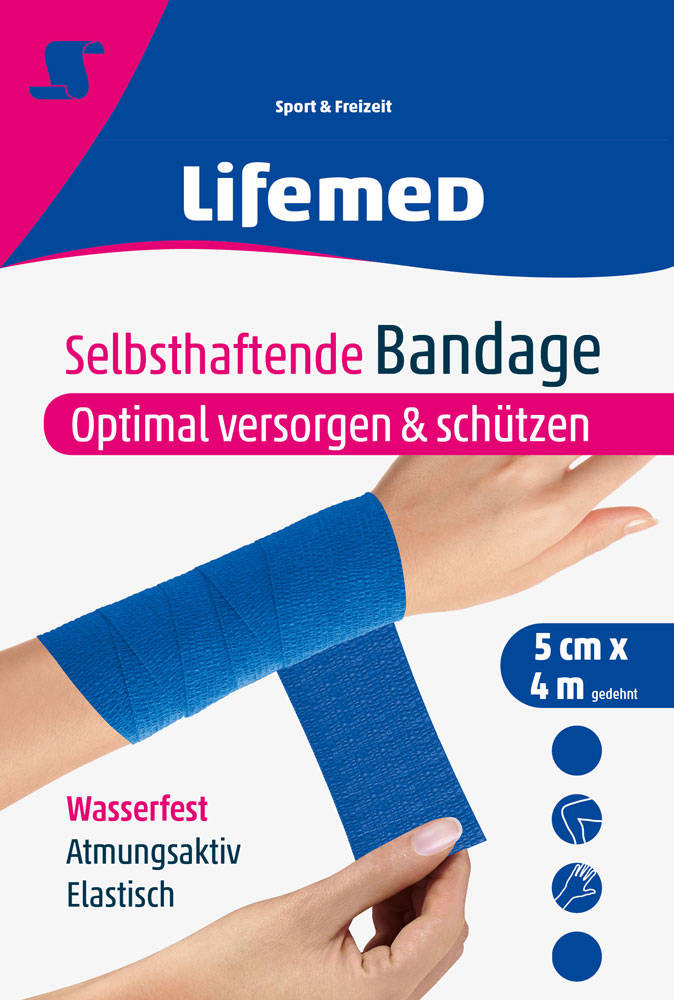 Sport & Freizeit
Lifemed
Selbsthaftende Bandage
Optimal versorgen & schützen
5 cm x
4 m gedehnt
Wasserfest
Atmungsaktiv
Elastisch